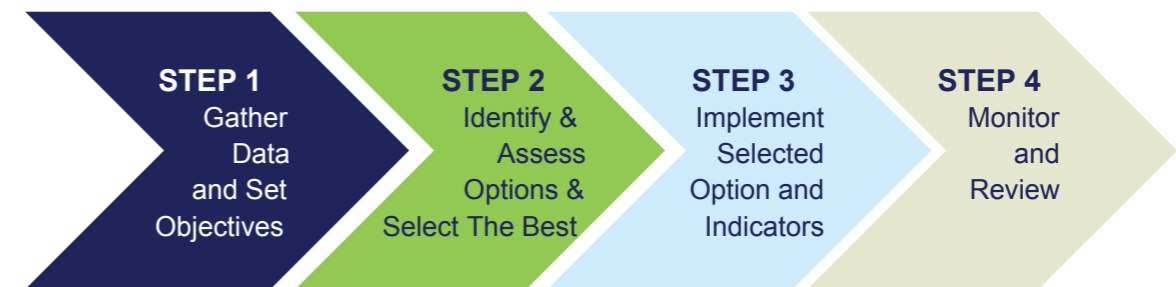 STEP 1
Gather
Data
and Set
Objectives
STEP 2
Identify &
Assess
Options &
Select The Best
STEP 3
Implement
Selected
Option and
Indicators
STEP 4
Monitor
and
Review